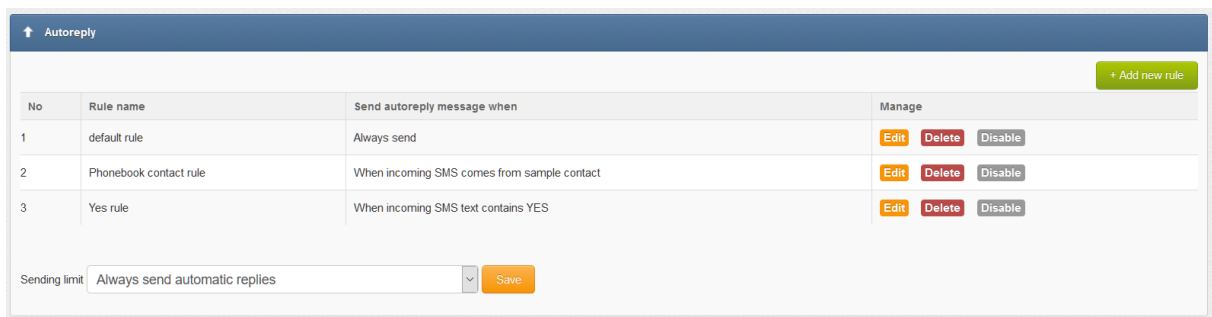 Autoreply
+ Add new rule
No Rule name Send autoreply message when Manage
1 default rule Always send Edit Delete Disable
2 Phonebook contact rule When incoming SMS comes from sample contact Edit Delete Disable
3 Yes rule When incoming SMS text contains YES Edit Delete Disable
Sending limit Always send automatic replies Save